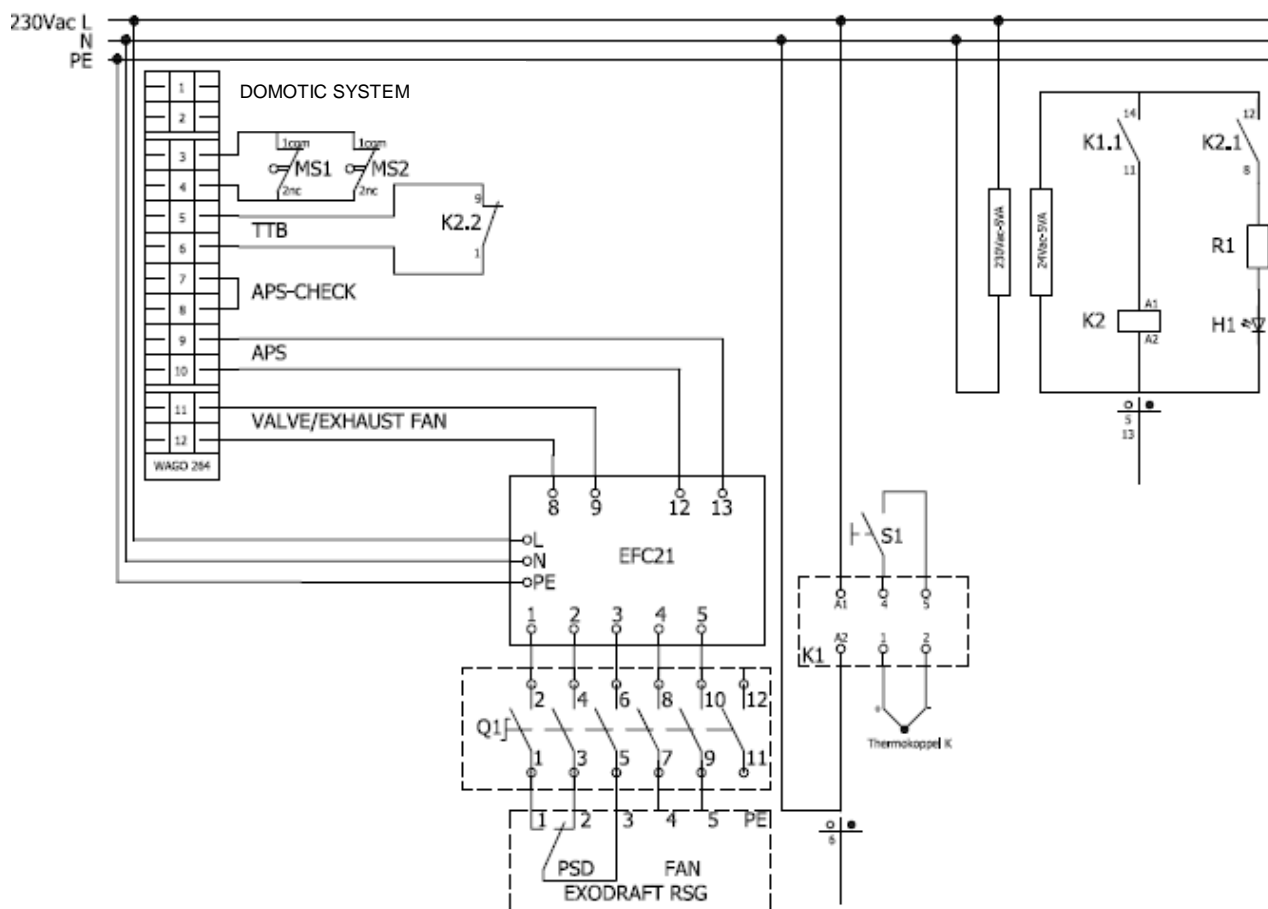 230Vac L
N
PE
DOMOTIC SYSTEM
1
2
3
4
5
6
7
8
9
10
11
12
WAGO 264
1com
MS1
2nc
1com
MS2
2nc
TTB
9
K2.2
1
APS-CHECK
APS
VALVE/EXHAUST FAN
8 9 12 13
L
N
PE
EFC21
1 2 3 4 5
Q1
2 4 6 8 10 12
1 3 5 7 9 11
1 2 3 4 5 PE
PSD FAN
EXODRAFT RSG
S1
A1 4 5
A2 1 2
K1
Thermokoppel K
6
230Vac-5VA
24Vac-5VA
14
K1.1
11
12
K2.1
8
R1
K2
A1
A2
H1
5
13